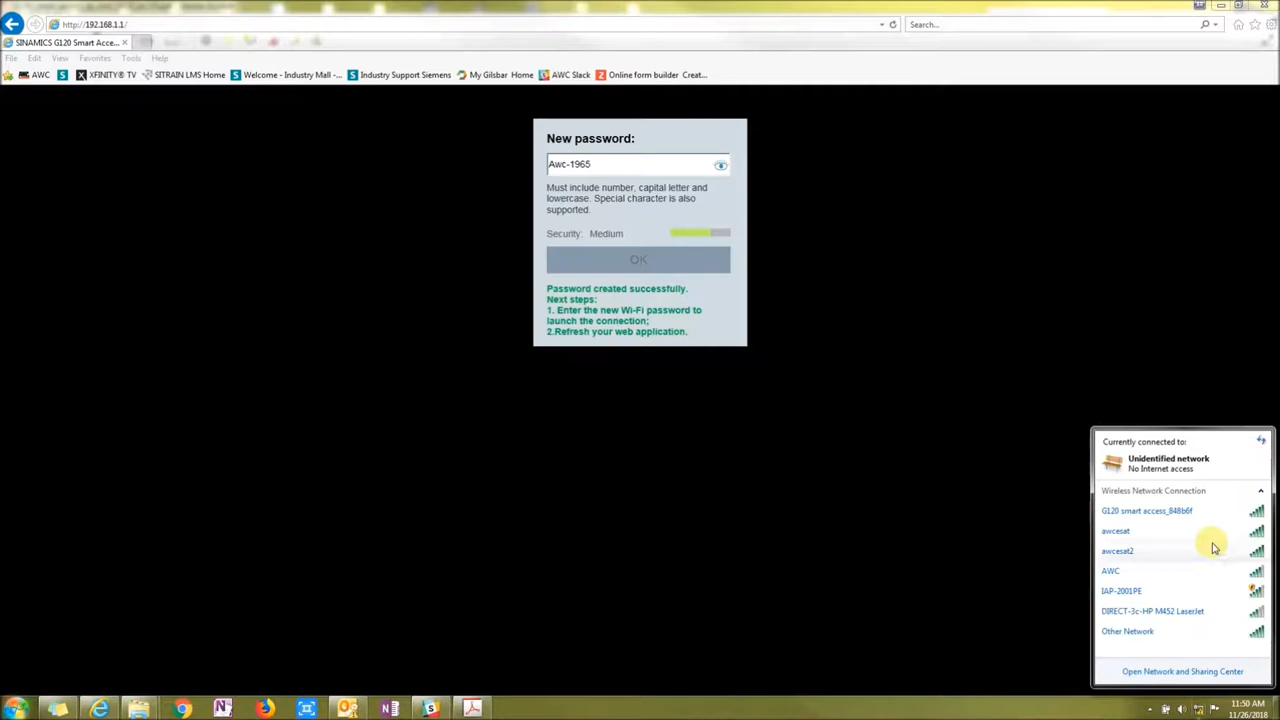 http://192.168.1.1/
Search...
SINAMICS G120 Smart Acce...
File Edit View Favorites Tools Help
AWC
XFINITY® TV
SITRAIN LMS Home
Welcome - Industry Mall -...
Industry Support Siemens
My Gilsbar Home
AWC Slack
Online form builder Creat...
New password:
Awc-1965
Must include number, capital letter and
lowercase. Special character is also
supported.
Security: Medium
OK
Password created successfully.
Next steps:
1. Enter the new Wi-Fi password to
launch the connection;
2.Refresh your web application.
Currently connected to:
Unidentified network
No Internet access
Wireless Network Connection
G120 smart access_848b6f
awcesat
awcesat2
AWC
IAP-2001PE
DIRECT-3c-HP M452 LaserJet
Other Network
Open Network and Sharing Center
11:50 AM
11/26/2018